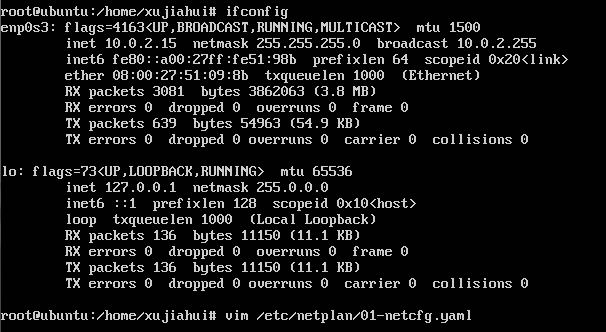 root@ubuntu:/home/xujiahui# ifconfig
enp0s3: flags=4163<UP,BROADCAST,RUNNING,MULTICAST>  mtu 1500
        inet 10.0.2.15  netmask 255.255.255.0  broadcast 10.0.2.255
        inet6 fe80::a00:27ff:fe51:98b  prefixlen 64  scopeid 0x20<link>
        ether 08:00:27:51:09:8b  txqueuelen 1000  (Ethernet)
        RX packets 3081  bytes 3862063 (3.8 MB)
        RX errors 0  dropped 0  overruns 0  frame 0
        TX packets 639  bytes 54963 (54.9 KB)
        TX errors 0  dropped 0 overruns 0  carrier 0  collisions 0

lo: flags=73<UP,LOOPBACK,RUNNING>  mtu 65536
        inet 127.0.0.1  netmask 255.0.0.0
        inet6 ::1  prefixlen 128  scopeid 0x10<host>
        loop  txqueuelen 1000  (Local Loopback)
        RX packets 136  bytes 11150 (11.1 KB)
        RX errors 0  dropped 0  overruns 0  frame 0
        TX packets 136  bytes 11150 (11.1 KB)
        TX errors 0  dropped 0 overruns 0  carrier 0  collisions 0

root@ubuntu:/home/xujiahui# vim /etc/netplan/01-netcfg.yaml